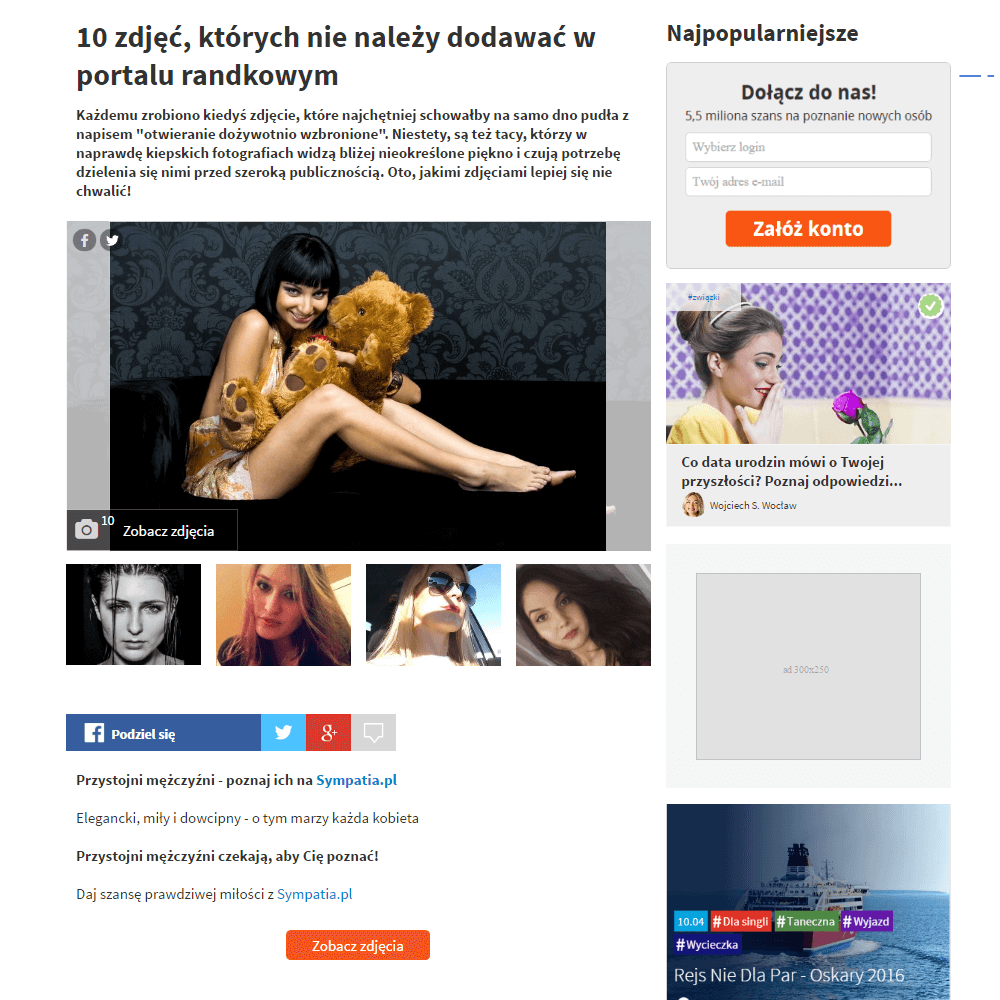 10 zdjęć, których nie należy dodawać w
portalu randkowym
Każdemu zrobiono kiedyś zdjęcie, które najchętniej schowałby na samo dno pudła z
napisem "otwieranie dożywotnio wzbronione". Niestety, są też tacy, którzy w
naprawdę kiepskich fotografiach widzą bliżej nieokreślone piękno i czują potrzebę
dzielenia się nimi przed szeroką publicznością. Oto, jakimi zdjęciami lepiej się nie
chwalić!
10
Zobacz zdjęcia
Podziel się
Przystojni mężczyźni - poznaj ich na Sympatia.pl
Elegancki, miły i dowcipny - o tym marzy każda kobieta
Przystojni mężczyźni czekają, aby Cię poznać!
Daj szansę prawdziwej miłości z Sympatia.pl
Zobacz zdjęcia
Najpopularniejsze
Dołącz do nas!
5,5 miliona szans na poznanie nowych osób
Wybierz login
Twój adres e-mail
Załóż konto
#związki
Co data urodzin mówi o Twojej
przyszłości? Poznaj odpowiedzi...
Wojciech S. Wocław
ad 300x250
10.04 #Dla singli #Taneczna #Wyjazd
#Wycieczka
Rejs Nie Dla Par - Oskary 2016